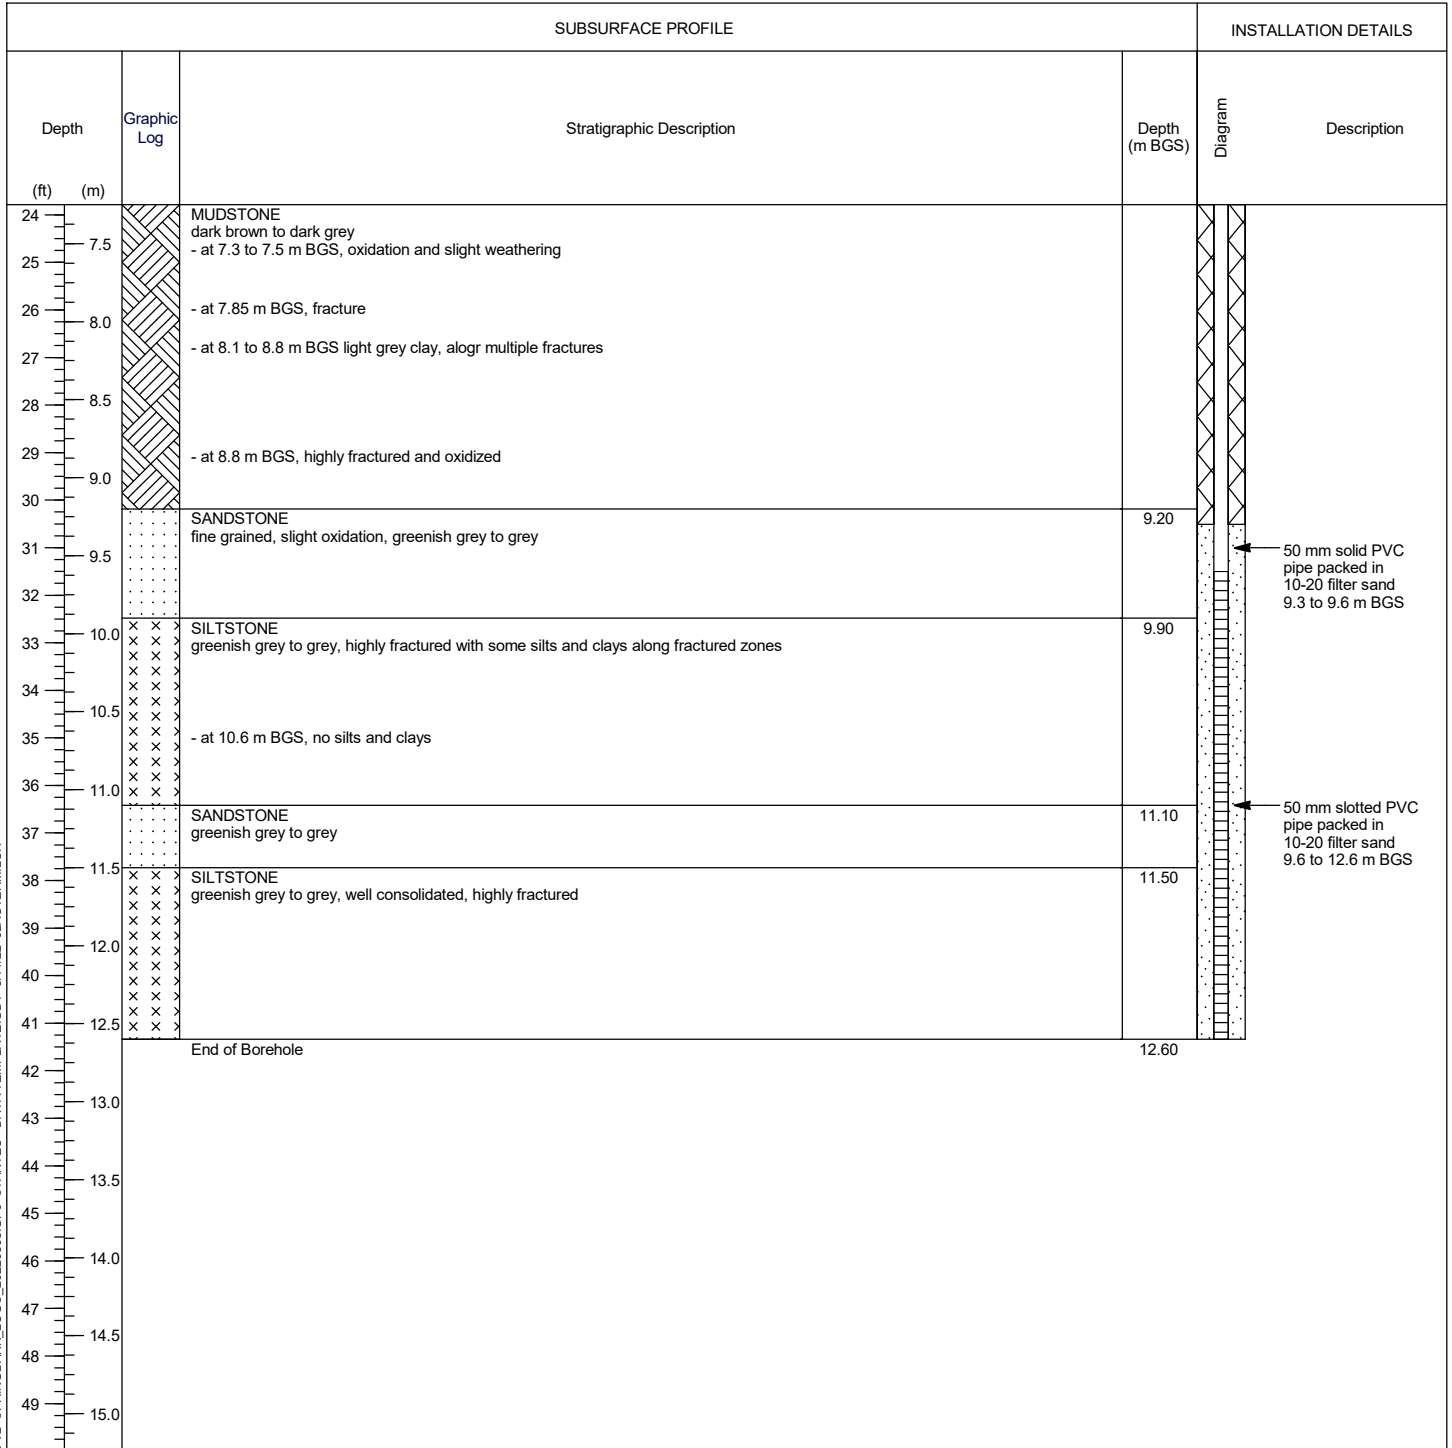 SUBSURFACE PROFILE
INSTALLATION DETAILS
Depth
Graphic
Log
Stratigraphic Description
Depth
(m BGS)
Diagram
Description
(ft) (m)
24
7.5
25
26
8.0
27
28
8.5
29
9.0
30
31
9.5
32
10.0
33
34
10.5
35
36
11.0
37
11.5
38
39
12.0
40
41
12.5
42
13.0
43
44
13.5
45
46
14.0
47
14.5
48
49
15.0
MUDSTONE
dark brown to dark grey
- at 7.3 to 7.5 m BGS, oxidation and slight weathering
- at 7.85 m BGS, fracture
- at 8.1 to 8.8 m BGS light grey clay, alogr multiple fractures
- at 8.8 m BGS, highly fractured and oxidized
SANDSTONE 9.20
fine grained, slight oxidation, greenish grey to grey
SILTSTONE 9.90
greenish grey to grey, highly fractured with some silts and clays along fractured zones
- at 10.6 m BGS, no silts and clays
SANDSTONE 11.10
greenish grey to grey
SILTSTONE 11.50
greenish grey to grey, well consolidated, highly fractured
End of Borehole 12.60
50 mm solid PVC
pipe packed in
10-20 filter sand
9.3 to 9.6 m BGS
50 mm slotted PVC
pipe packed in
10-20 filter sand
9.6 to 12.6 m BGS